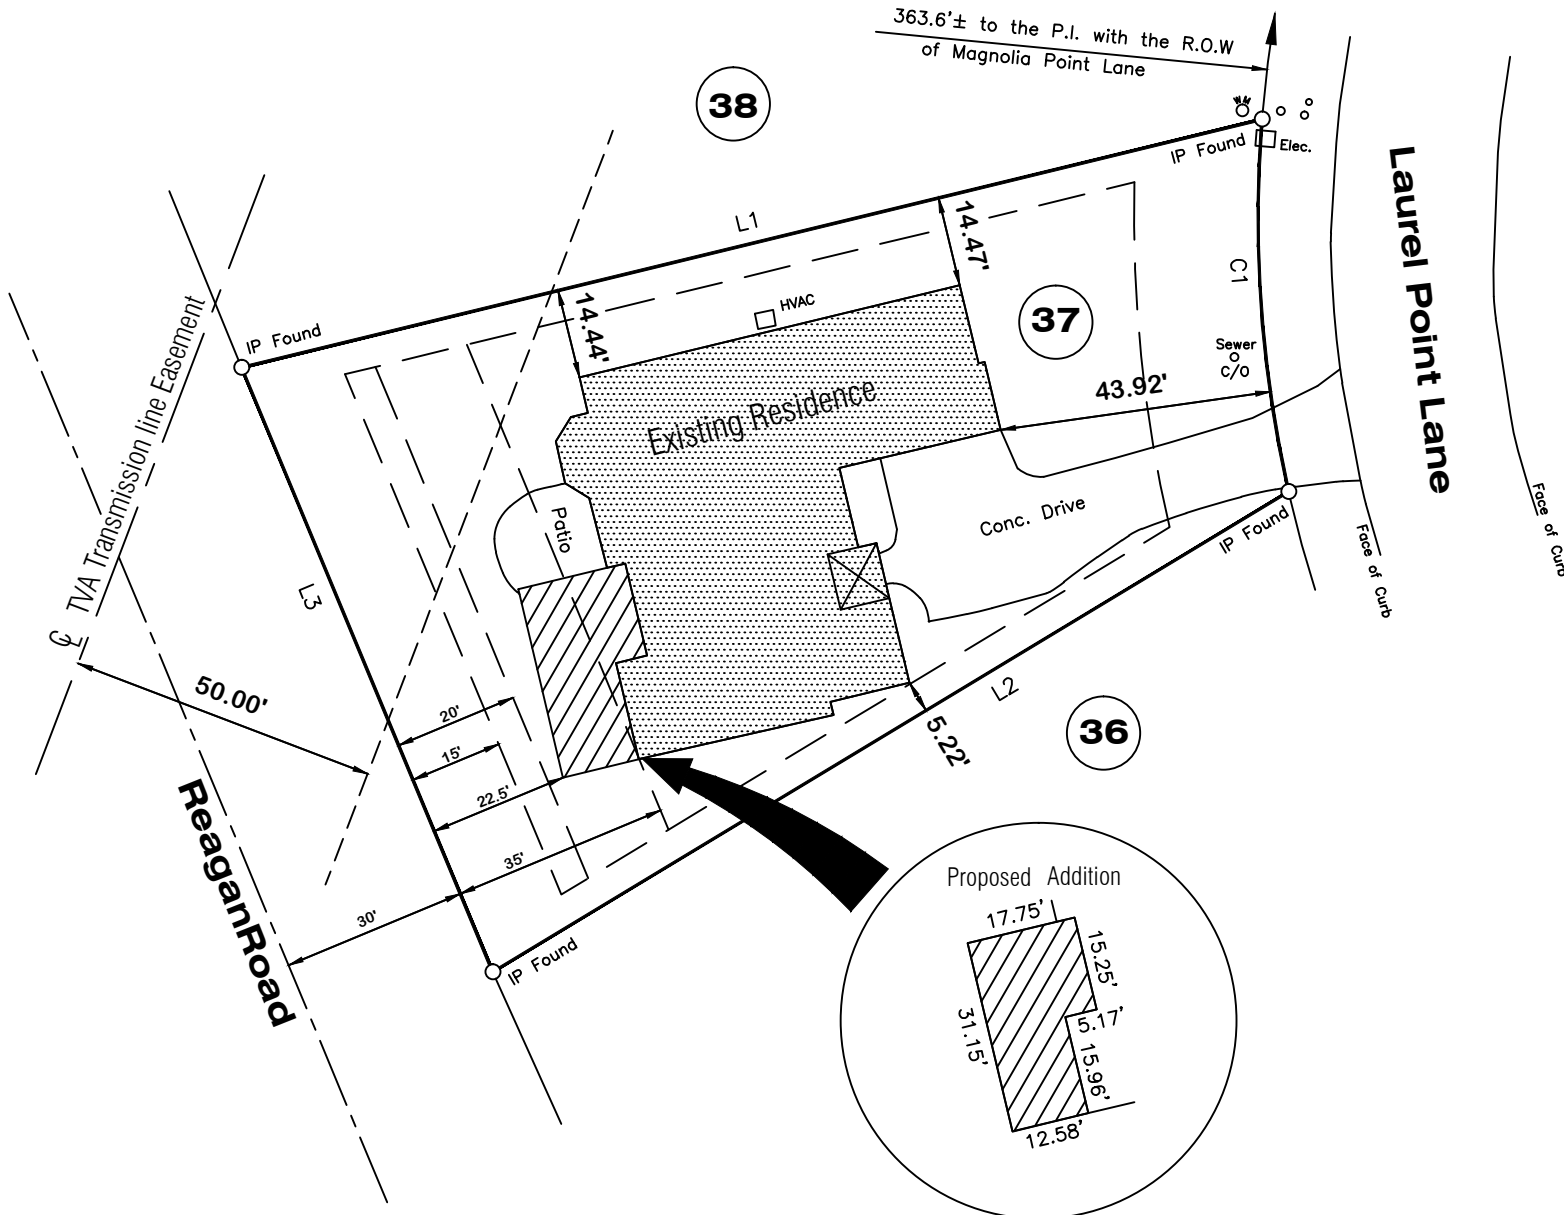 363.6'± to the P.I. with the R.O.W
of Magnolia Point Lane
38
IP Found
Elec.
Laurel Point Lane
L1
14.47'
C1
37
HVAC
14.44'
IP Found
Sewer
c/o
43.92'
TVA Transmission line Easement
Existing Residence
Patio
Conc. Drive
IP Found
Face of Curb
Face of Curb
L3
50.00'
20'
15'
22.5'
35'
30'
L2
5.22'
36
ReaganRoad
IP Found
Proposed Addition
17.75'
15.25'
5.17'
31.15'
15.96'
12.58'